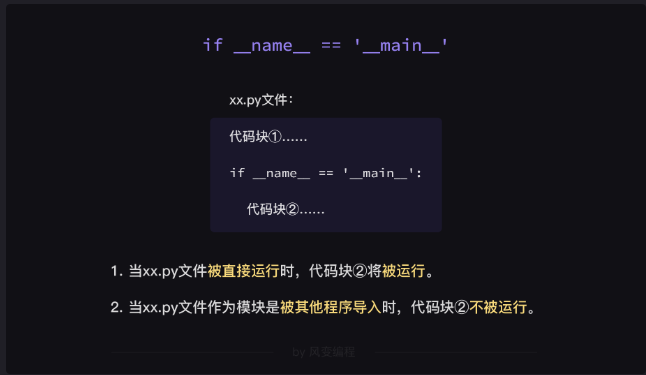 if __name__ == '__main__'
xx.py文件：
代码块①……
if __name__ == '__main__':
代码块②……
1. 当xx.py文件被直接运行时，代码块②将被运行。
2. 当xx.py文件作为模块是被其他程序导入时，代码块②不被运行。
by 风变编程